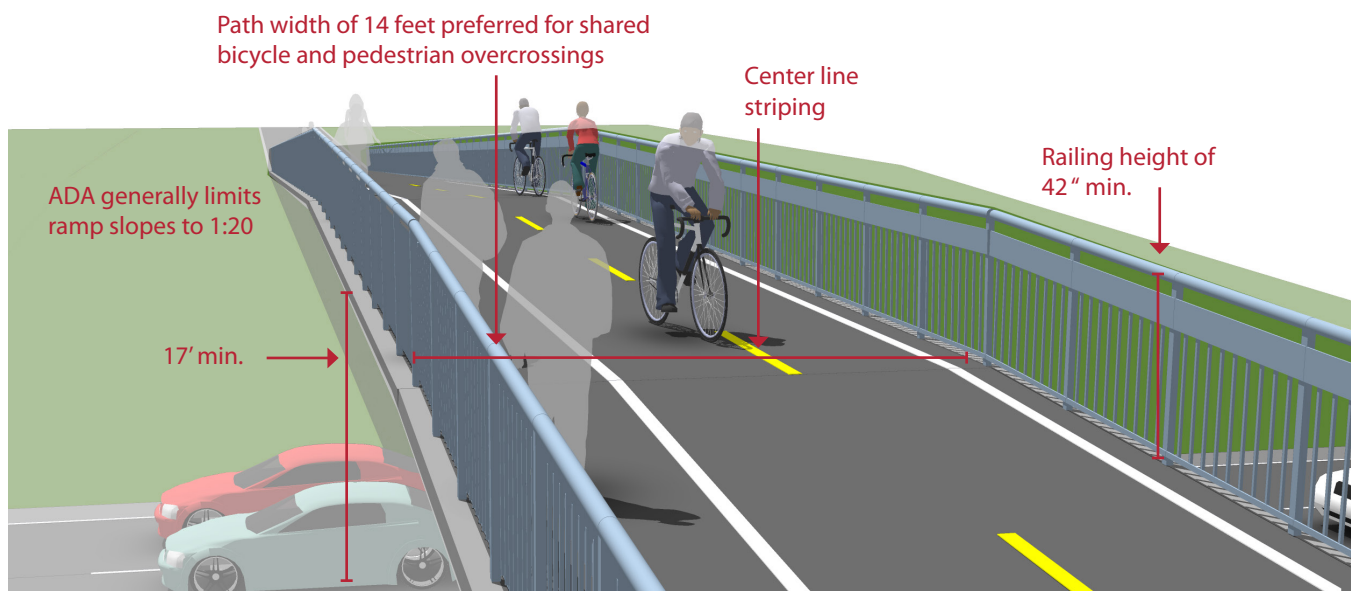 Path width of 14 feet preferred for shared
bicycle and pedestrian overcrossings
Center line
striping
Railing height of
42“ min.
ADA generally limits
ramp slopes to 1:20
17’ min.